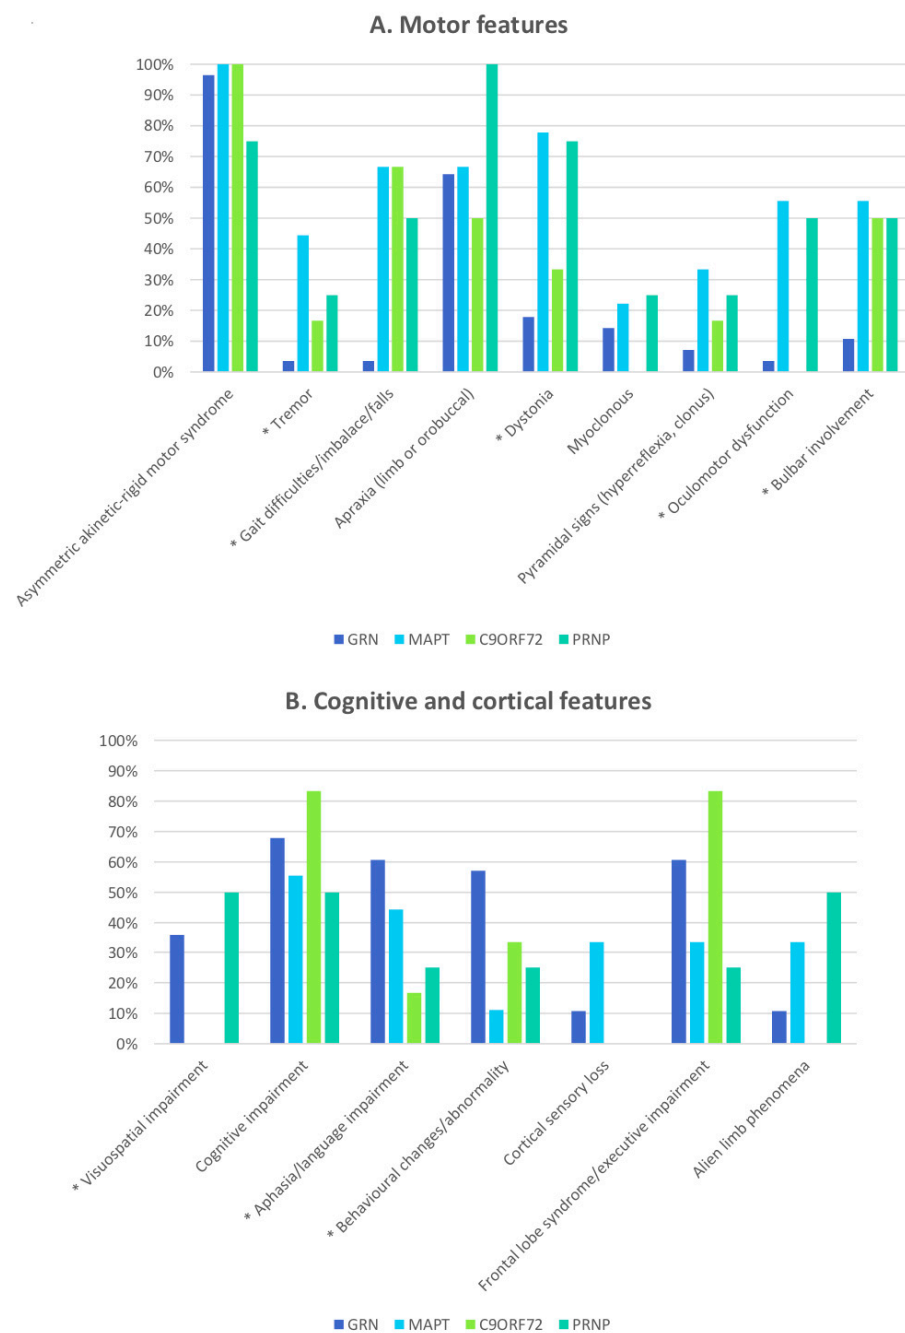 A. Motor features
100%
90%
80%
70%
60%
50%
40%
30%
20%
10%
0%
Asymmetric akinetic-rigid motor syndrome
* Tremor
* Gait difficulties/imbalace/falls
Apraxia (limb or orobuccal)
* Dystonia
Myoclonous
Pyramidal signs (hyperreflexia, clonus)
* Oculomotor dysfunction
* Bulbar involvement
GRN MAPT C9ORF72 PRNP
B. Cognitive and cortical features
100%
90%
80%
70%
60%
50%
40%
30%
20%
10%
0%
* Visuospatial impairment
Cognitive impairment
* Aphasia/language impairment
* Behavioural changes/abnormality
Cortical sensory loss
Frontal lobe syndrome/executive impairment
Alien limb phenomena
GRN MAPT C9ORF72 PRNP